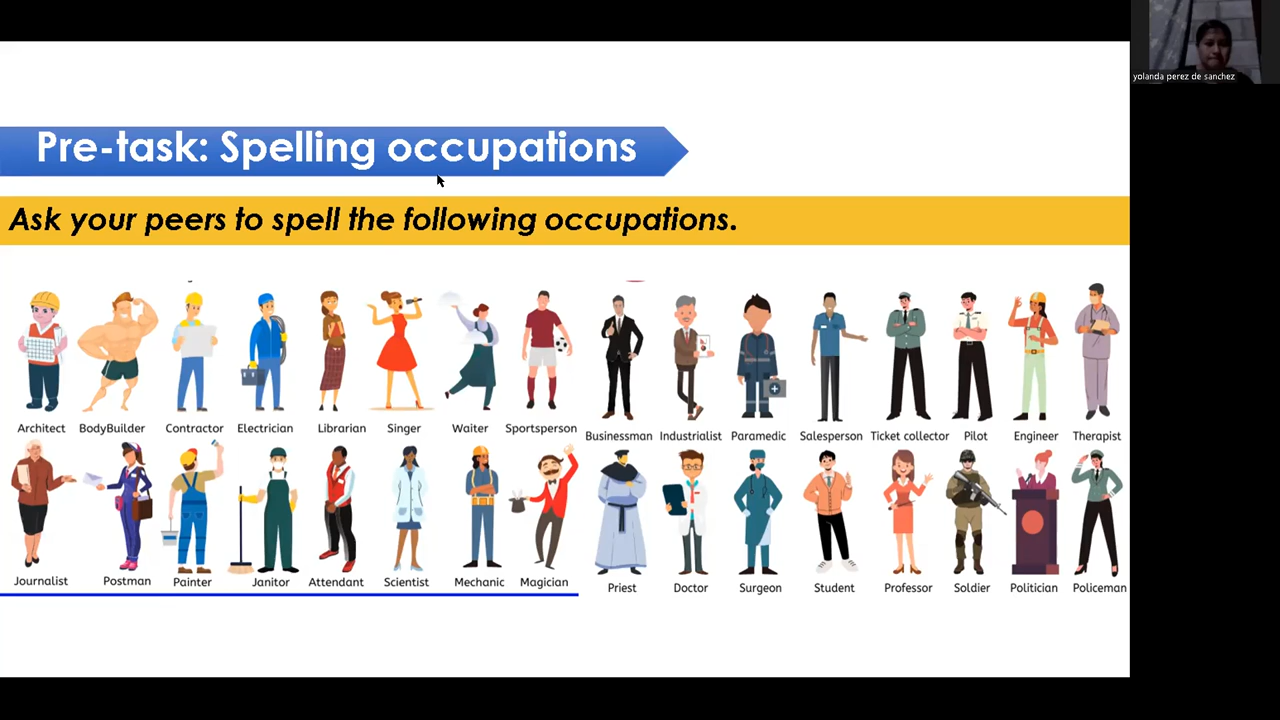 yolanda perez de sanchez
Pre-task: Spelling occupations
Ask your peers to spell the following occupations.
Architect BodyBuilder Contractor Electrician Librarian Singer Waiter Sportsperson Businessman Industrialist Paramedic Salesperson Ticket collector Pilot Engineer Therapist
Journalist Postman Painter Janitor Attendant Scientist Mechanic Magician Priest Doctor Surgeon Student Professor Soldier Politician Policeman